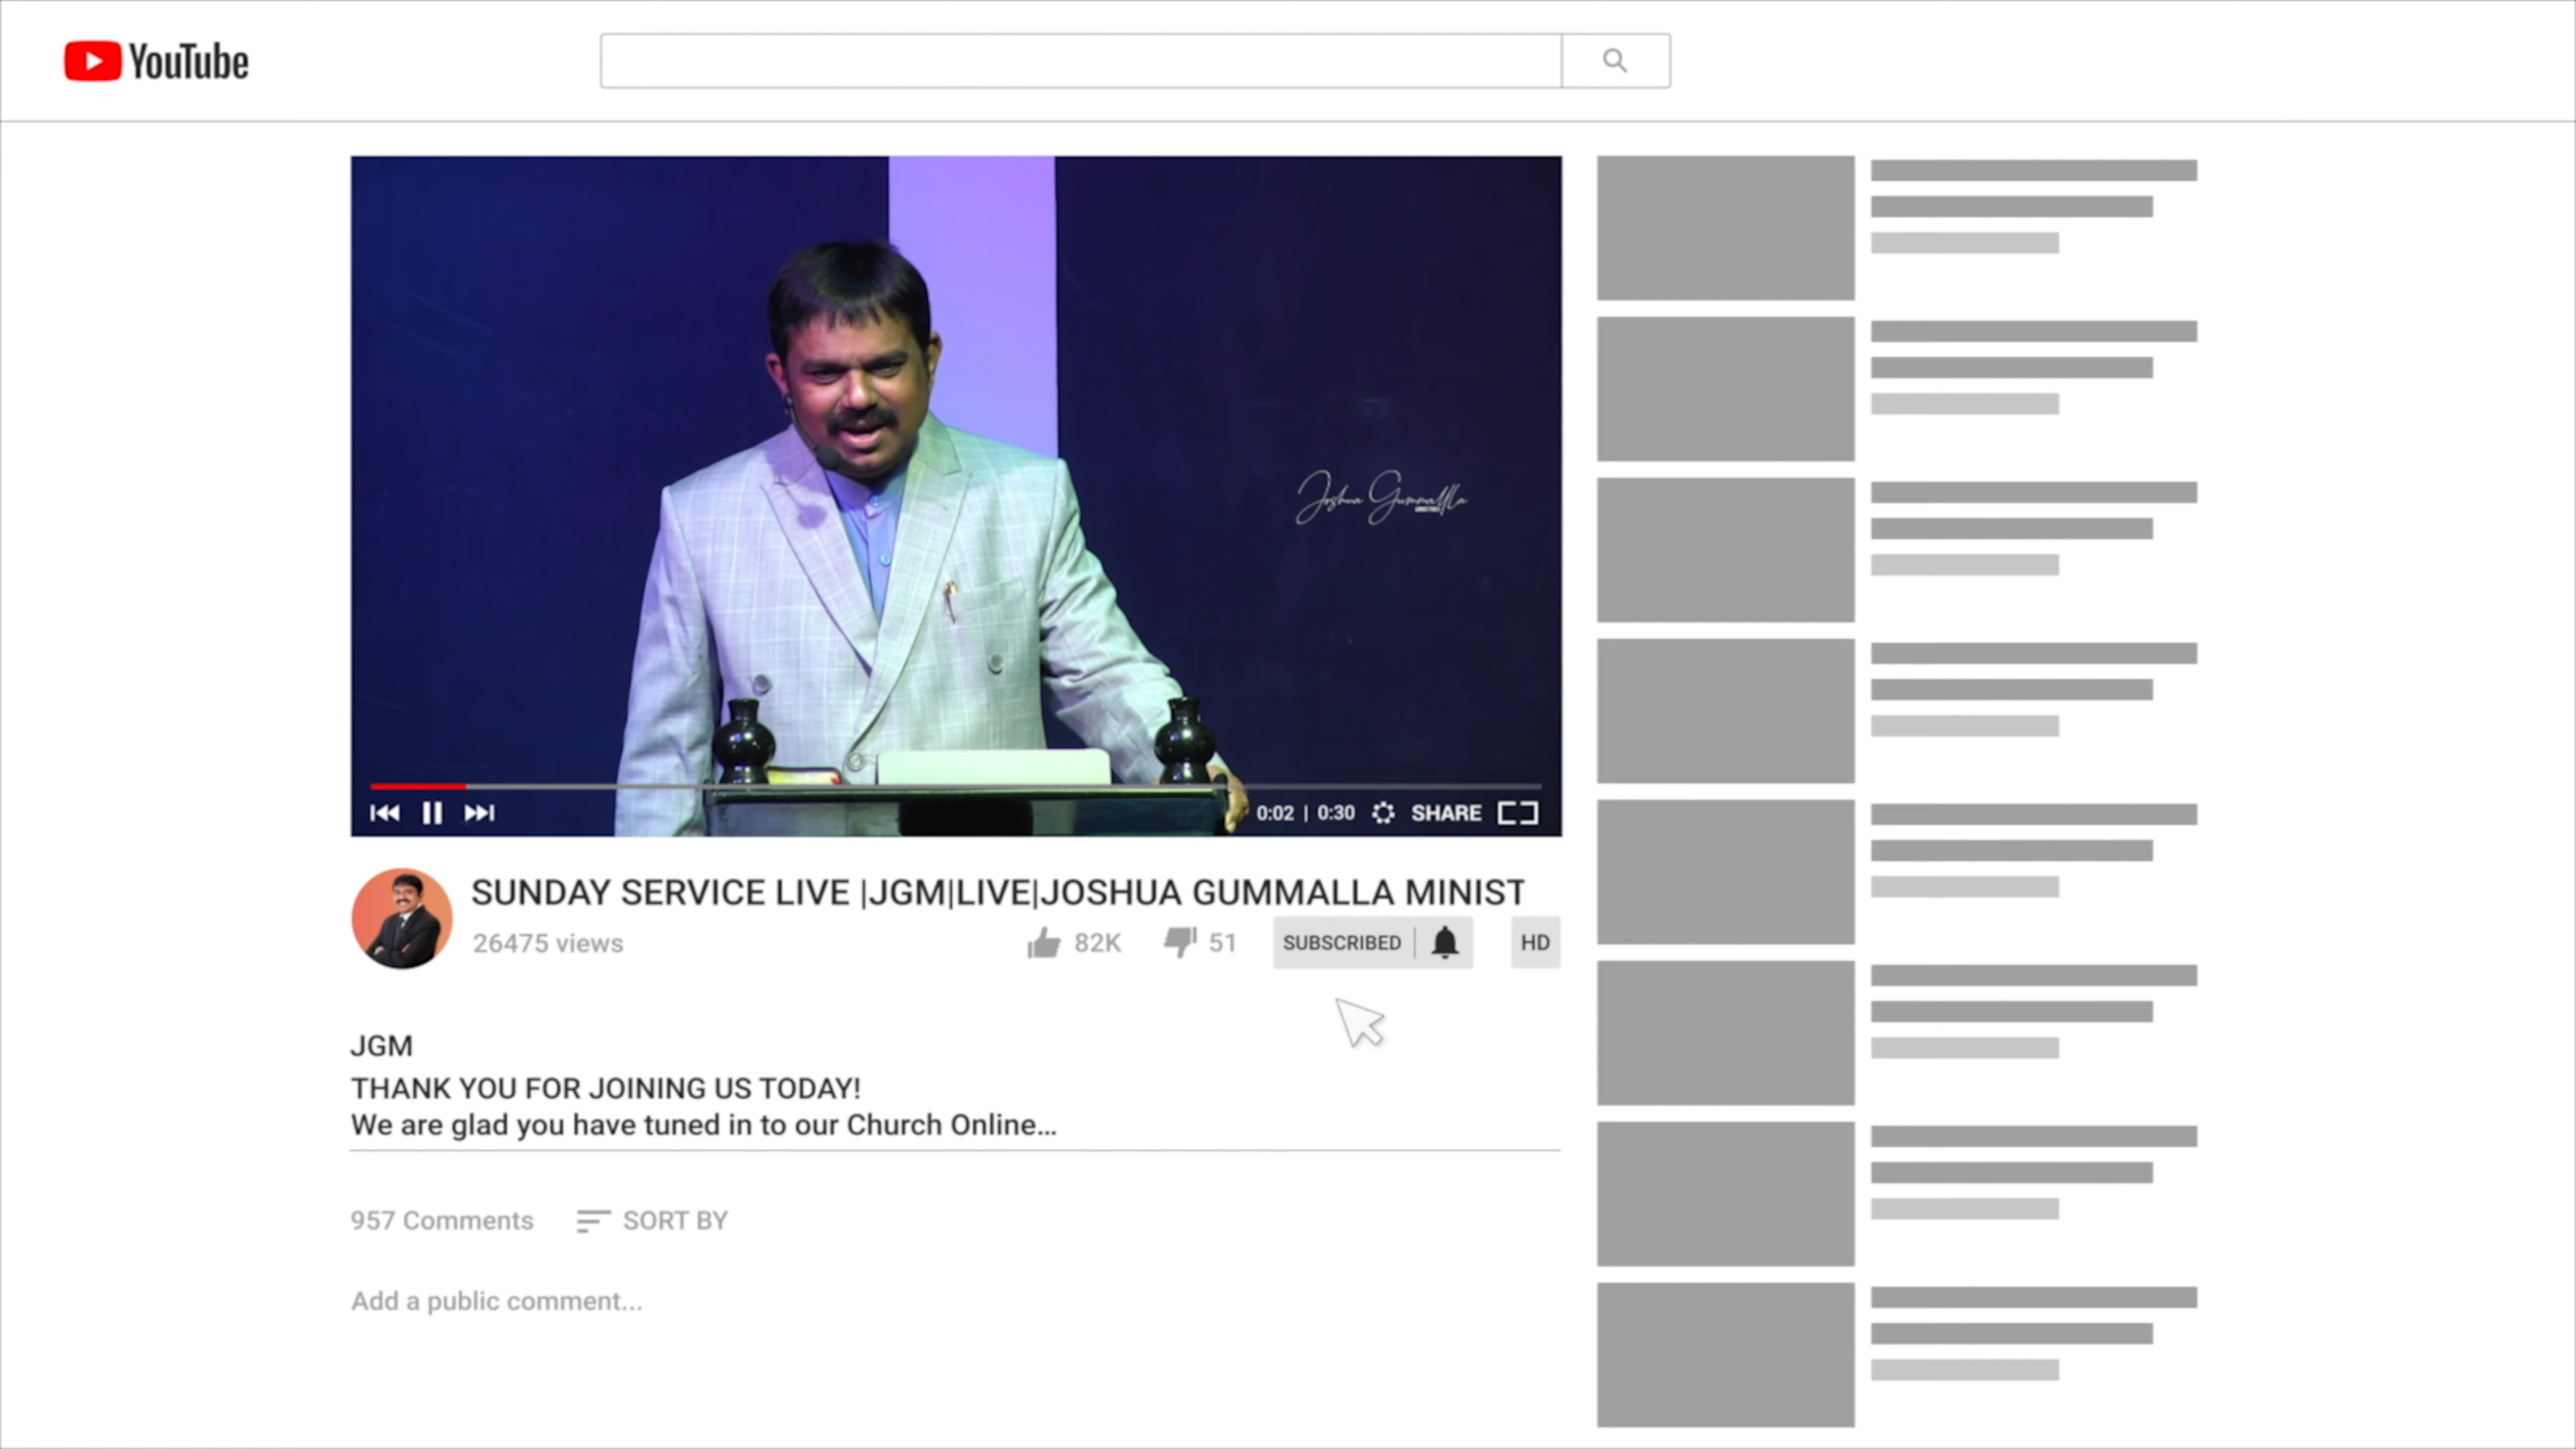 YouTube
Joshua Gummallla
0:02 | 0:30 SHARE
SUNDAY SERVICE LIVE |JGM|LIVE|JOSHUA GUMMALLA MINIST
26475 views 82K 51 SUBSCRIBED HD
JGM
THANK YOU FOR JOINING US TODAY!
We are glad you have tuned in to our Church Online...
957 Comments SORT BY
Add a public comment...